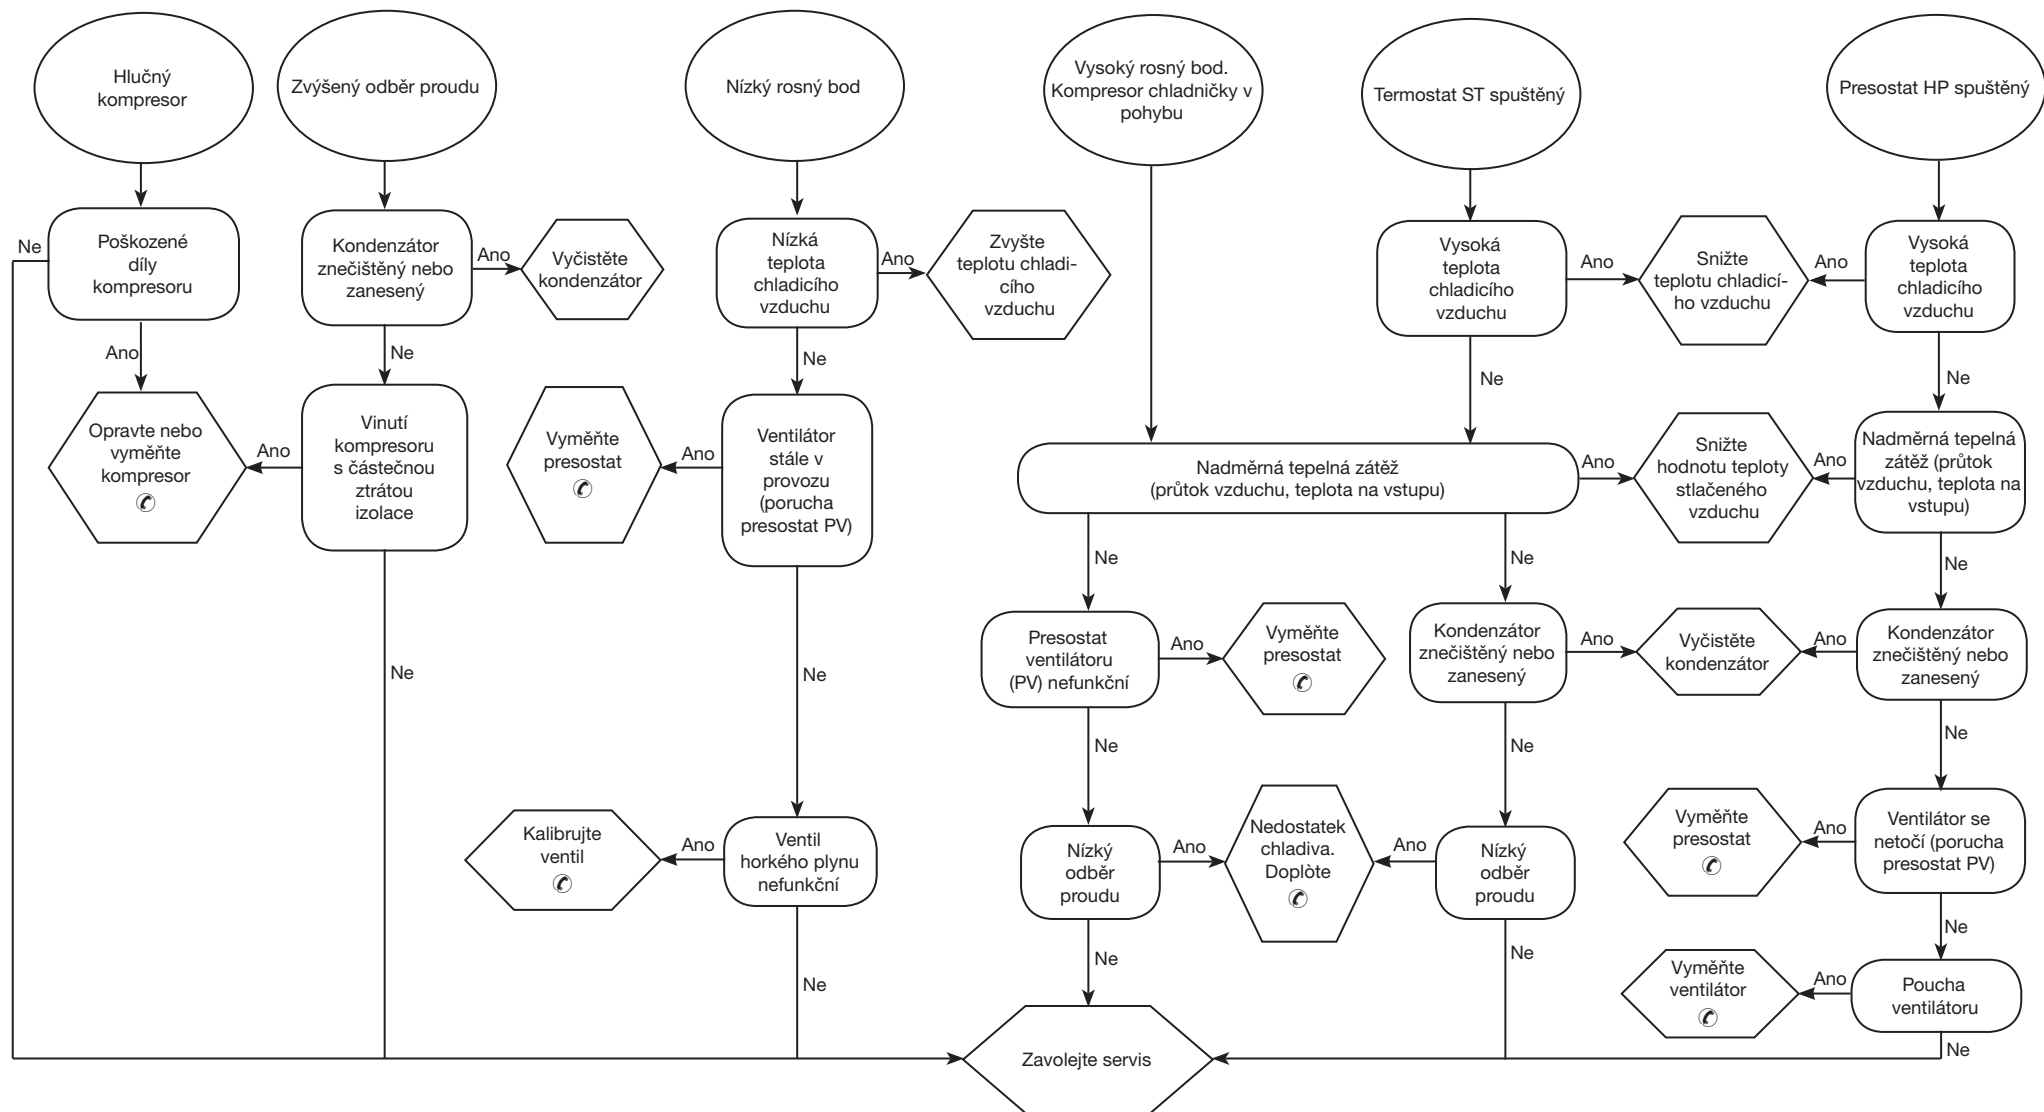 Hlučný
kompresor
Zvýšený odběr proudu
Nízký rosný bod
Vysoký rosný bod.
Kompresor chladničky v
pohybu
Termostat ST spuštěný
Presostat HP spuštěný
Ne
Poškozené
díly
kompresoru
Kondenzátor
znečištěný nebo
zanesený
Ano
Vyčistěte
kondenzátor
Nízká
teplota
chladicího
vzduchu
Ano
Zvyšte
teplotu chladi-
cího
vzduchu
Vysoká
teplota
chladicího
vzduchu
Ano
Snižte
teplotu chladicí-
ho vzduchu
Ano
Vysoká
teplota
chladicího
vzduchu
Ano
Ne
Ne
Ne
Ne
Opravte nebo
vyměňte
kompresor
Ano
Vinutí
kompresoru
s částečnou
ztrátou
izolace
Vyměňte
presostat
Ano
Ventilátor
stále v
provozu
(porucha
presostat PV)
Nadměrná tepelná zátěž
(průtok vzduchu, teplota na vstupu)
Ano
Snižte
hodnotu teploty
stlačeného
vzduchu
Ano
Nadměrná tepelná
zátěž (průtok
vzduchu, teplota na
vstupu)
Ne
Ne
Ne
Ne
Ne
Presostat
ventilátoru
(PV) nefunkční
Ano
Vyměňte
presostat
Kondenzátor
znečištěný nebo
zanesený
Ano
Vyčistěte
kondenzátor
Ano
Kondenzátor
znečištěný nebo
zanesený
Ne
Ne
Ne
Kalibrujte
ventil
Ano
Ventil
horkého plynu
nefunkční
Nízký
odběr
proudu
Ano
Nedostatek
chladiva.
Doplòte
Ano
Nízký
odběr
proudu
Vyměňte
presostat
Ano
Ventilátor se
netočí (porucha
presostat PV)
Ne
Ne
Ne
Ne
Vyměňte
ventilátor
Ano
Poucha
ventilátoru
Ne
Zavolejte servis